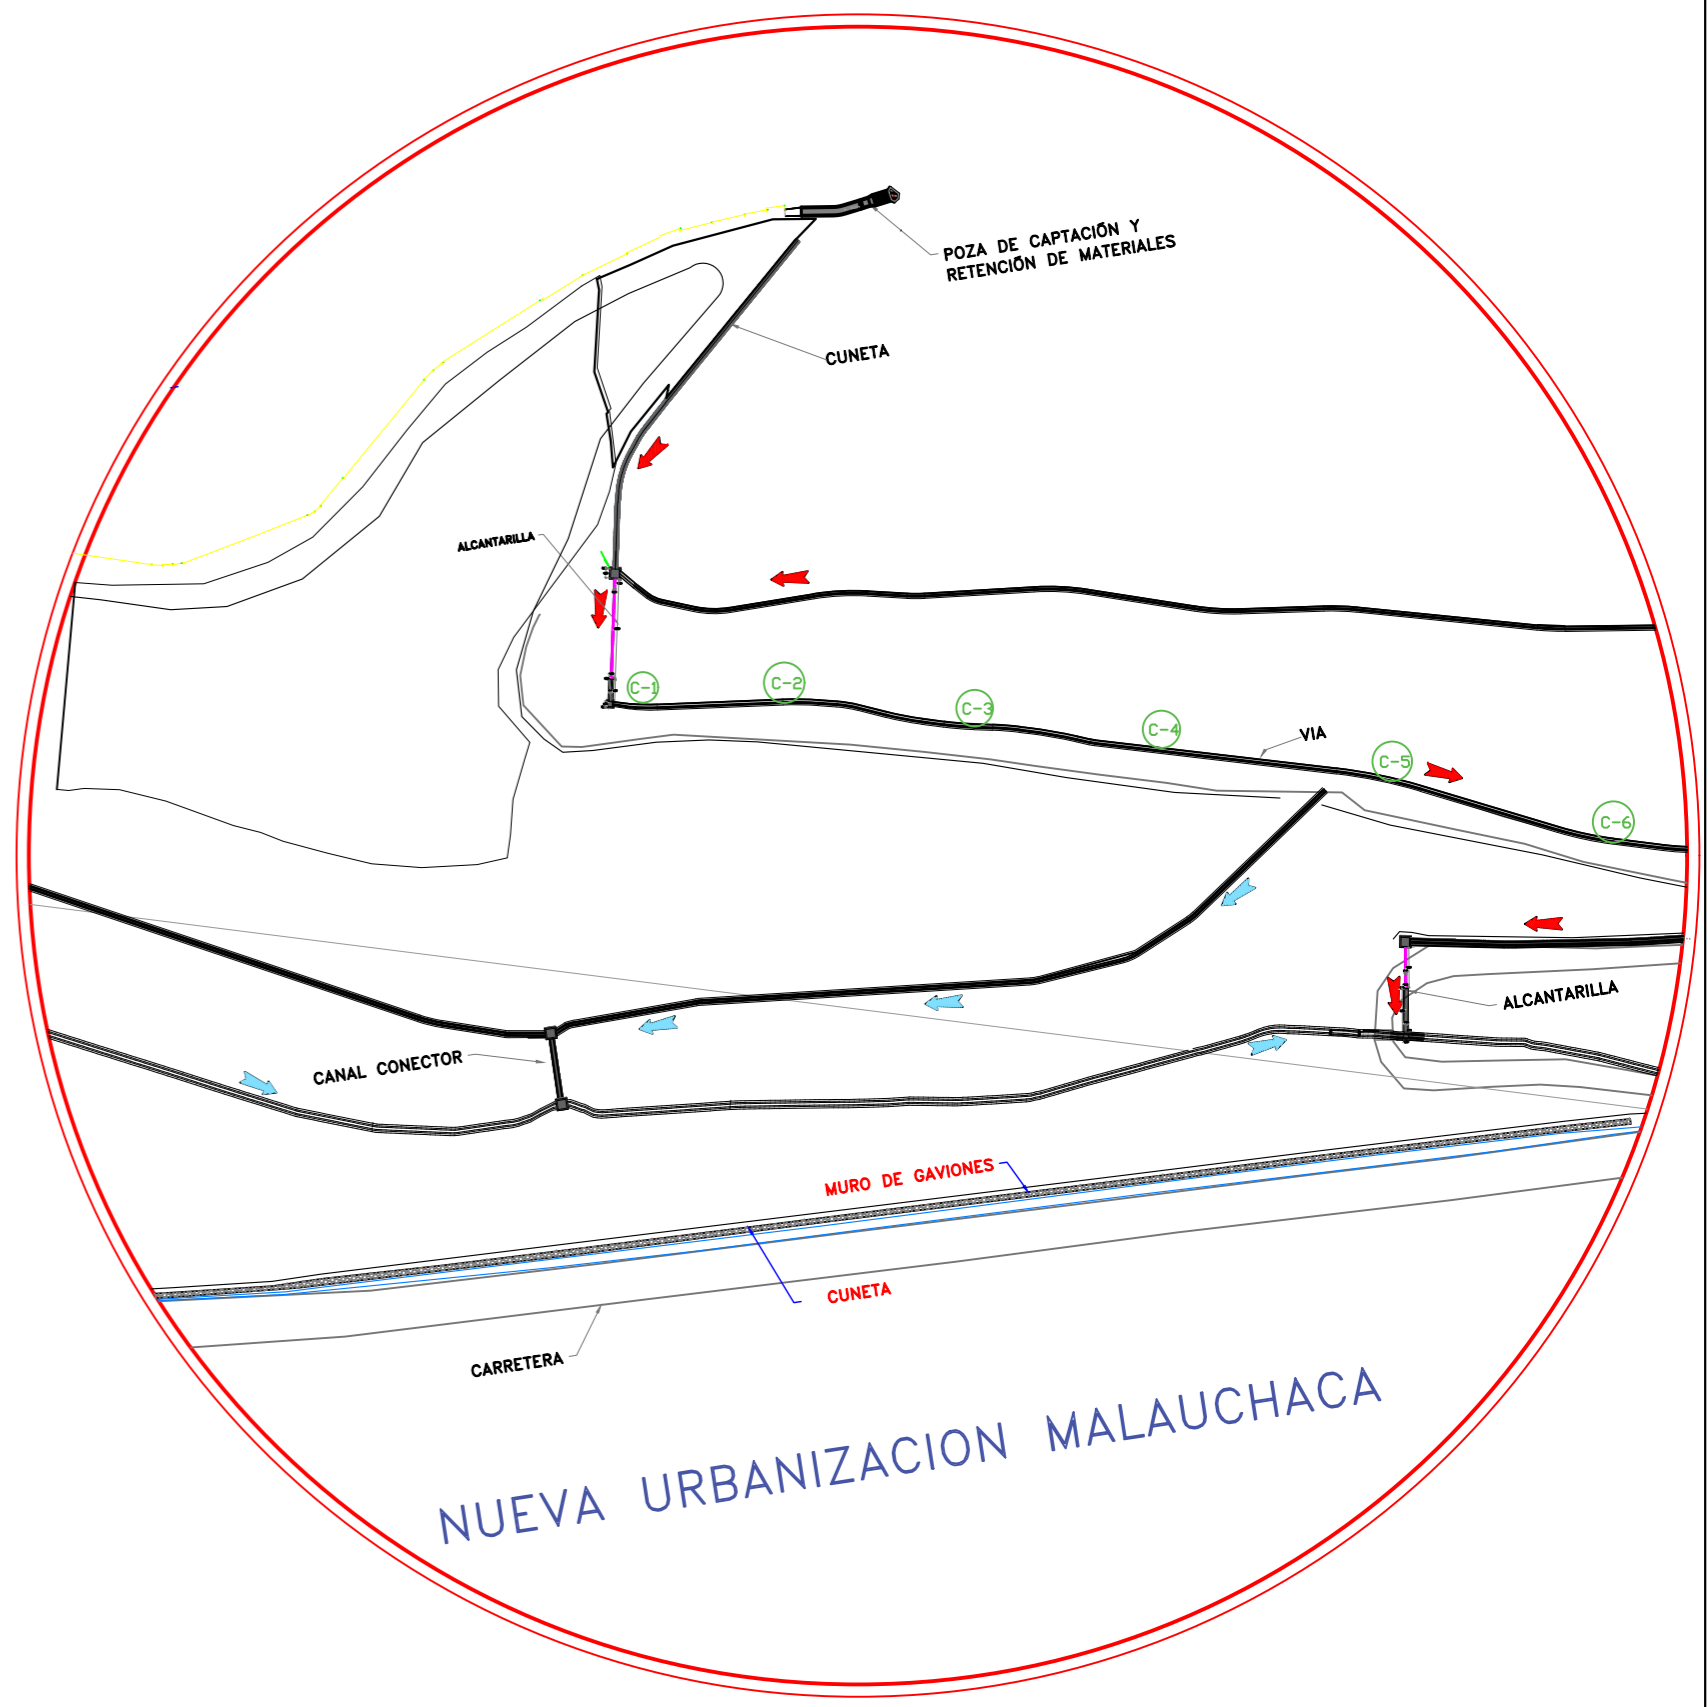 POZA DE CAPTACIÓN Y
RETENCIÓN DE MATERIALES
CUNETA
ALCANTARILLA
C-1
C-2
C-3
C-4
VIA
C-5
C-6
ALCANTARILLA
CANAL CONECTOR
MURO DE GAVIONES
CUNETA
CARRETERA
NUEVA URBANIZACION MALAUCHACA